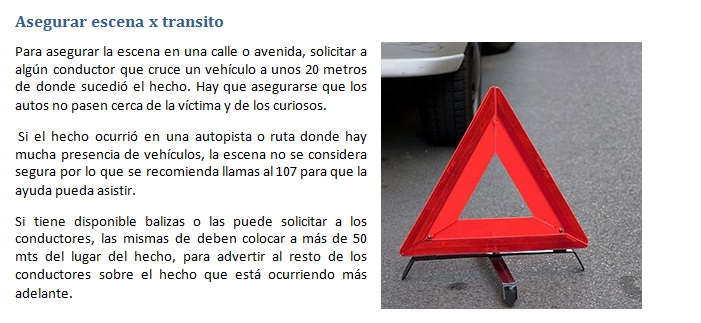 Asegurar escena x transito
Para asegurar la escena en una calle o avenida, solicitar a
algún conductor que cruce un vehículo a unos 20 metros
de donde sucedió el hecho. Hay que asegurarse que los
autos no pasen cerca de la víctima y de los curiosos.
Si el hecho ocurrió en una autopista o ruta donde hay
mucha presencia de vehículos, la escena no se considera
segura por lo que se recomienda llamas al 107 para que la
ayuda pueda asistir.
Si tiene disponible balizas o las puede solicitar a los
conductores, las mismas de deben colocar a más de 50
mts del lugar del hecho, para advertir al resto de los
conductores sobre el hecho que está ocurriendo más
adelante.